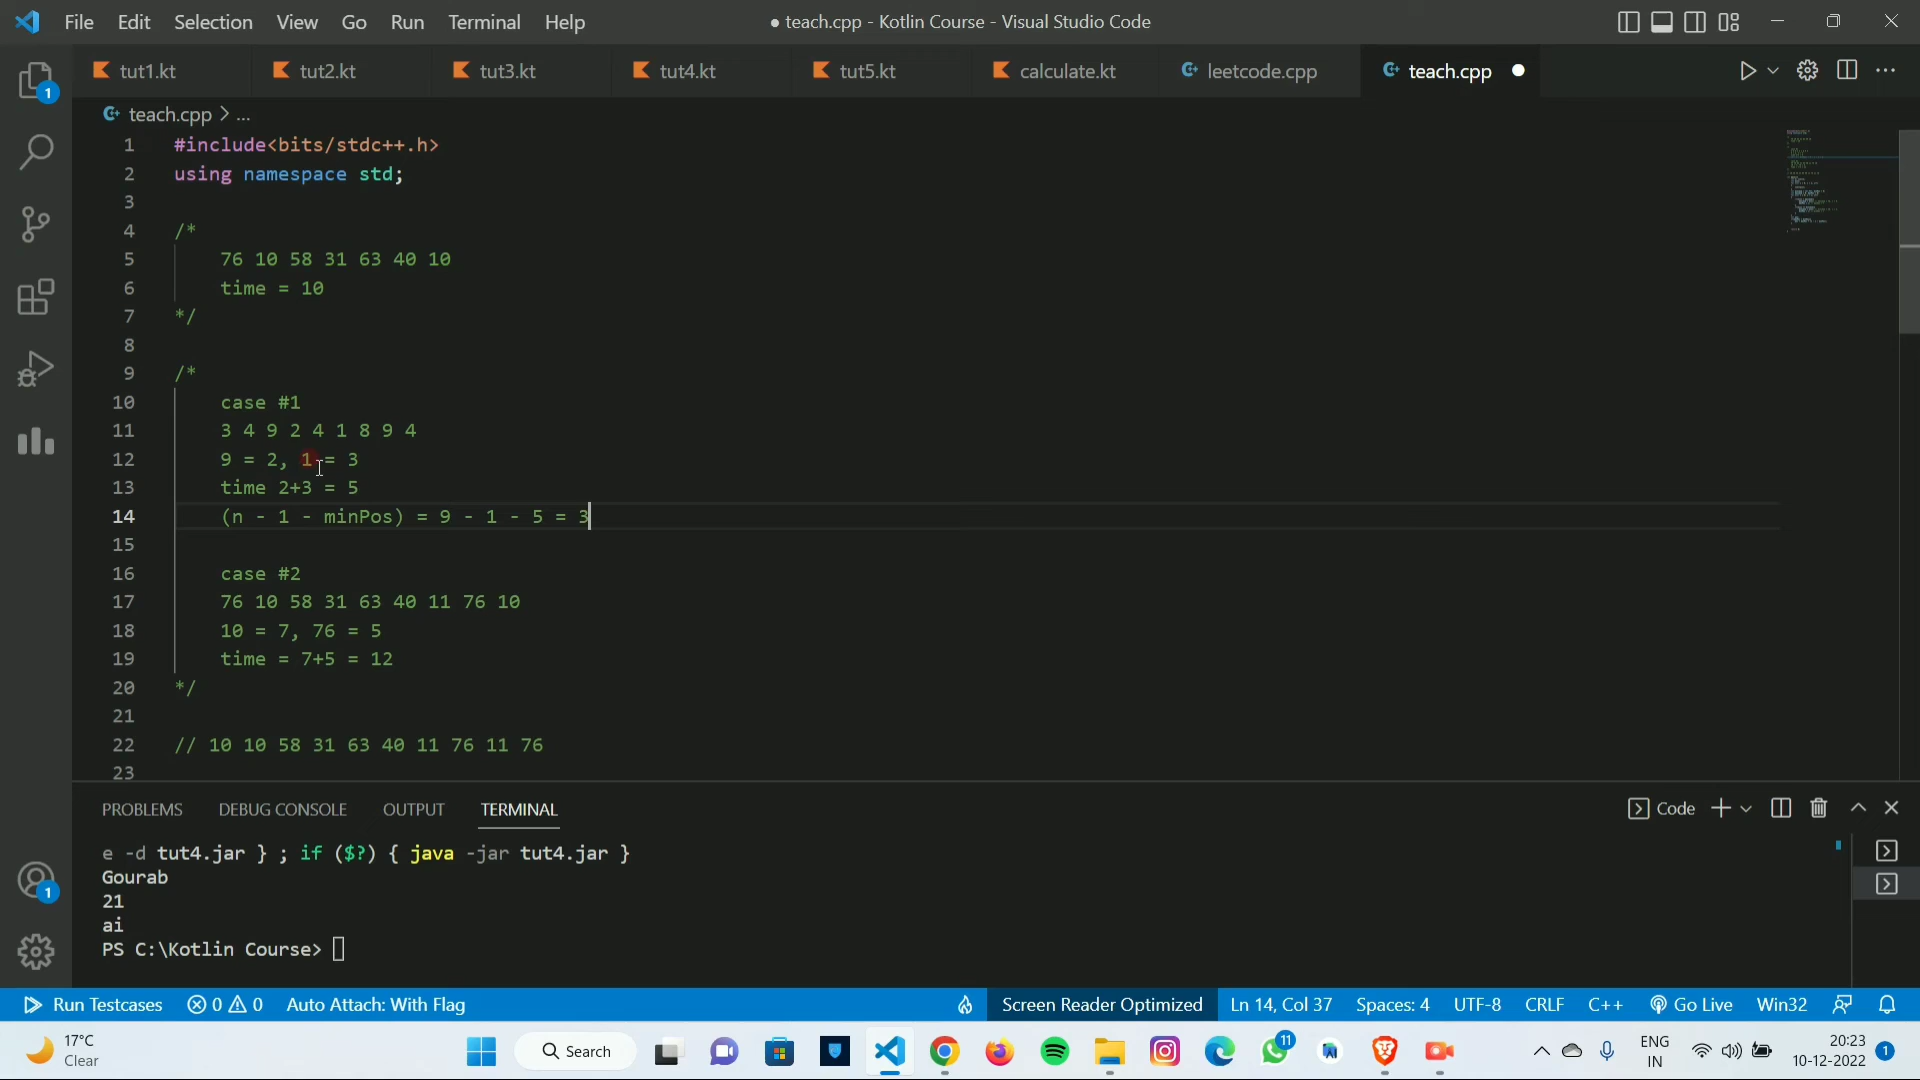 File Edit Selection View Go Run Terminal Help
● teach.cpp - Kotlin Course - Visual Studio Code
tut1.kt tut2.kt tut3.kt tut4.kt tut5.kt calculate.kt leetcode.cpp teach.cpp
teach.cpp > ...
1 #include<bits/stdc++.h>
2 using namespace std;
3
4 /*
5 76 10 58 31 63 40 10
6 time = 10
7 */
8
9 /*
10 case #1
11 3 4 9 2 4 1 8 9 4
12 9 = 2, 1 = 3
13 time 2+3 = 5
14 (n - 1 - minPos) = 9 - 1 - 5 = 3
15
16 case #2
17 76 10 58 31 63 40 11 76 10
18 10 = 7, 76 = 5
19 time = 7+5 = 12
20 */
21
22 // 10 10 58 31 63 40 11 76 11 76
23
PROBLEMS DEBUG CONSOLE OUTPUT TERMINAL
Code
e -d tut4.jar } ; if ($?) { java -jar tut4.jar }
Gourab
21
ai
PS C:\Kotlin Course>
1
1
Run Testcases 0 0 Auto Attach: With Flag Screen Reader Optimized Ln 14, Col 37 Spaces: 4 UTF-8 CRLF C++ Go Live Win32
17°C
Clear
Search
11
ENG
IN
20:23
10-12-2022
1